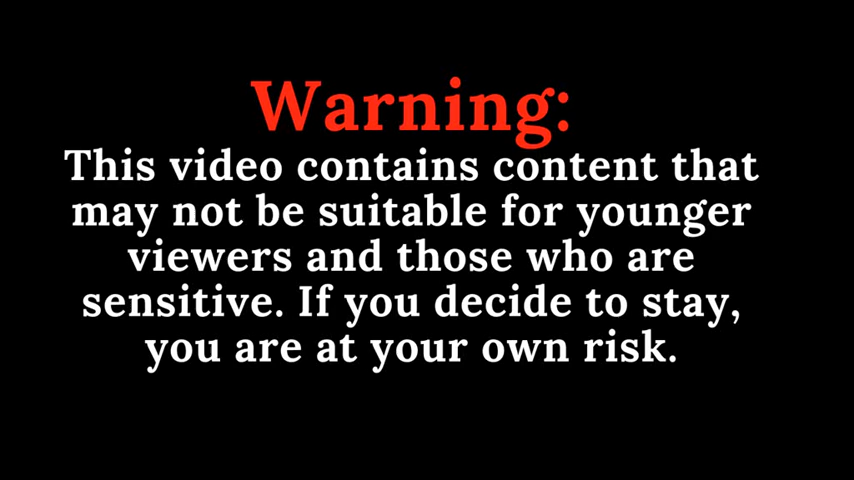 Warning:
This video contains content that
may not be suitable for younger
viewers and those who are
sensitive. If you decide to stay,
you are at your own risk.